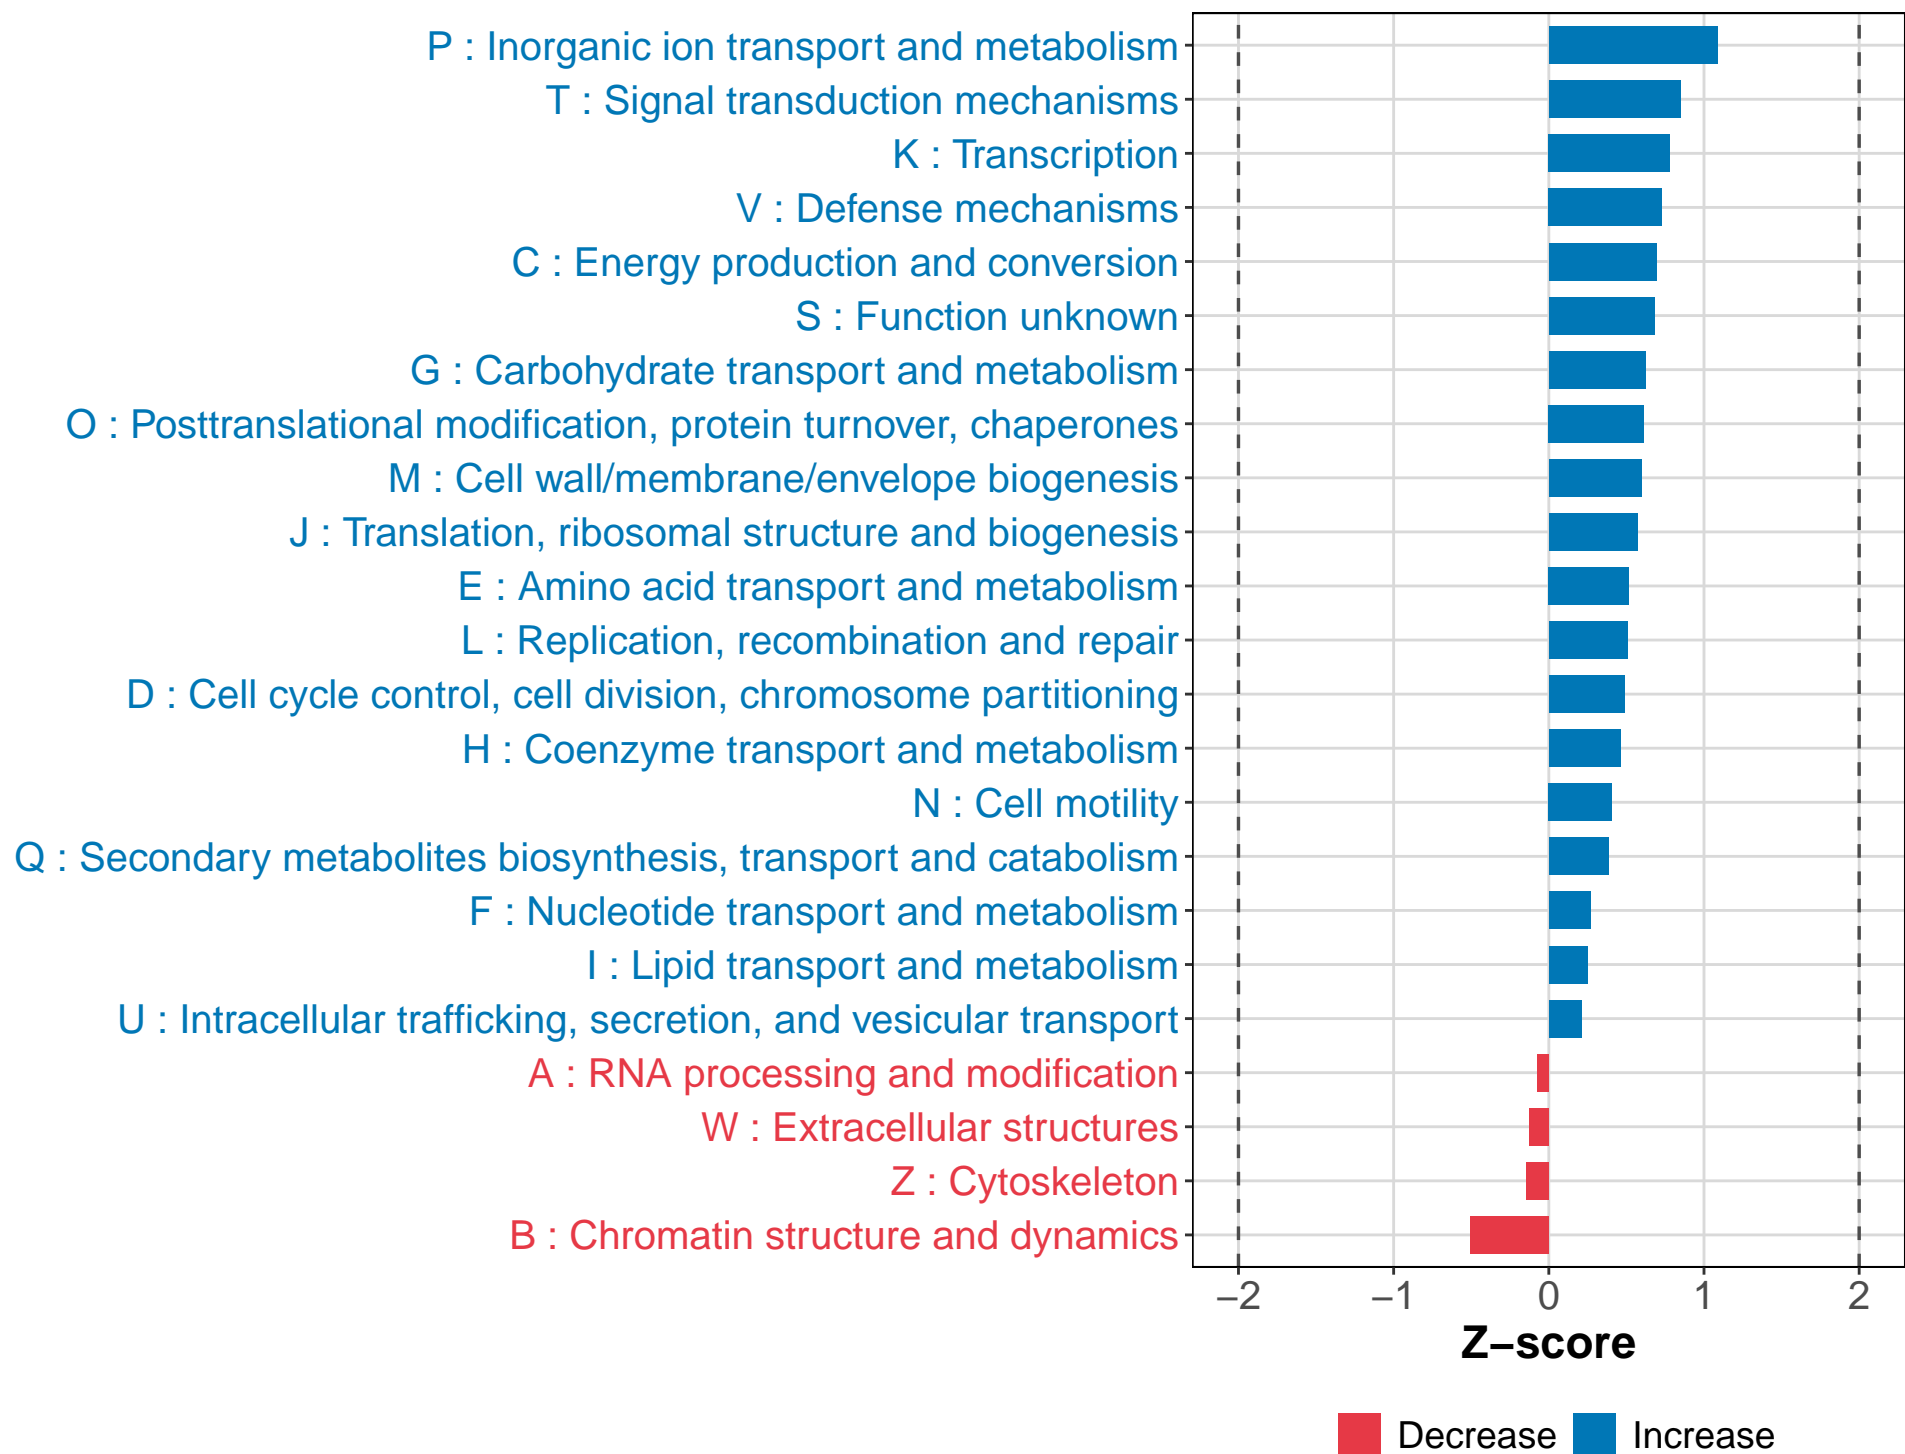 P : Inorganic ion transport and metabolism
T : Signal transduction mechanisms
K : Transcription
V : Defense mechanisms
C : Energy production and conversion
S : Function unknown
G : Carbohydrate transport and metabolism
O : Posttranslational modification, protein turnover, chaperones
M : Cell wall/membrane/envelope biogenesis
J : Translation, ribosomal structure and biogenesis
E : Amino acid transport and metabolism
L : Replication, recombination and repair
D : Cell cycle control, cell division, chromosome partitioning
H : Coenzyme transport and metabolism
N : Cell motility
Q : Secondary metabolites biosynthesis, transport and catabolism
F : Nucleotide transport and metabolism
I : Lipid transport and metabolism
U : Intracellular trafficking, secretion, and vesicular transport
A : RNA processing and modification
W : Extracellular structures
Z : Cytoskeleton
B : Chromatin structure and dynamics
−2 −1 0 1 2
Z−score
Decrease Increase